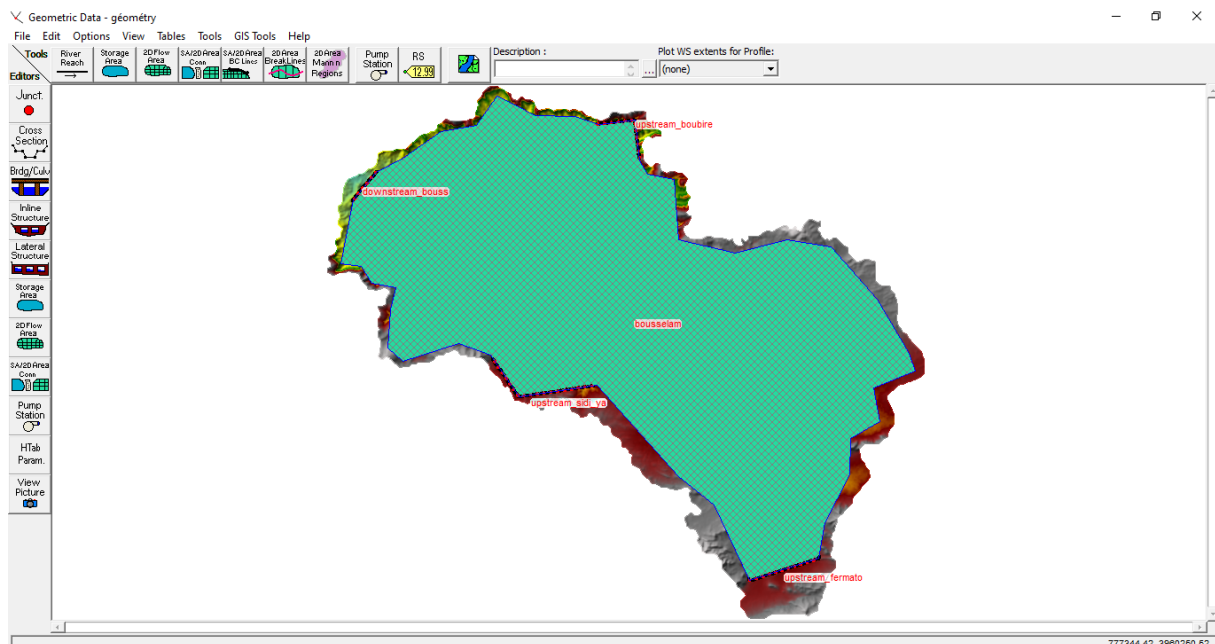 Geometric Data - géométry
File Edit Options View Tables Tools GIS Tools Help
Tools
Editors
River
Reach
Storage
Area
2D Flow
Area
SA/2D Area
Conn
SA/2D Area
BC Lines
2D Area
BreakLines
2D Area
Mann n
Regions
Pump
Station
RS
12.99
Description :
...
Plot WS extents for Profile:
(none)
Junct.
Cross
Section
Brdg/Culv
Inline
Structure
Lateral
Structure
Storage
Area
2D Flow
Area
SA/2D Area
Conn
Pump
Station
HTab
Param.
View
Picture
upstream_boubire
downstream_bouss
bousselam
upstream_sidi_ya
upstream_fermato